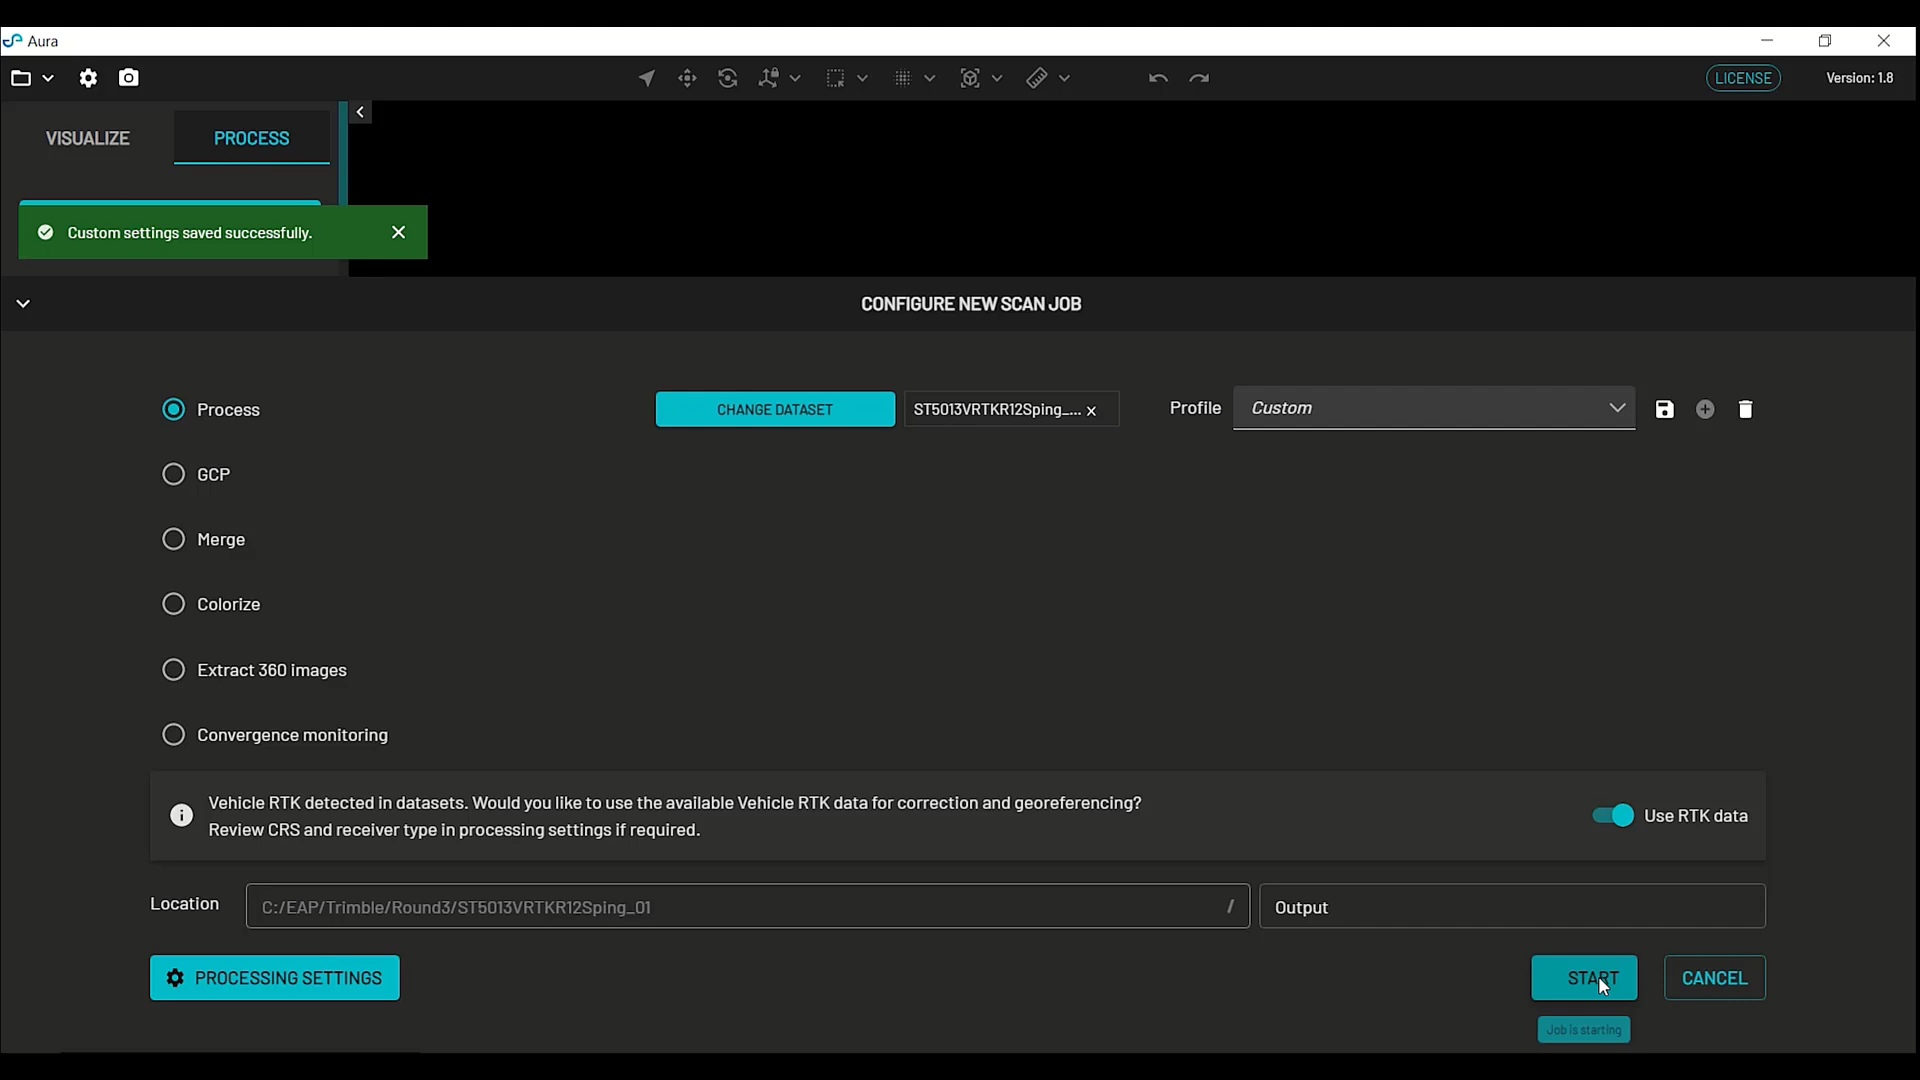 Aura
LICENSE
Version: 1.8
VISUALIZE
PROCESS
Custom settings saved successfully.
CONFIGURE NEW SCAN JOB
Process
CHANGE DATASET
ST5013VRTKR12Sping_... x
Profile
Custom
GCP
Merge
Colorize
Extract 360 images
Convergence monitoring
Vehicle RTK detected in datasets. Would you like to use the available Vehicle RTK data for correction and georeferencing?
Review CRS and receiver type in processing settings if required.
Use RTK data
Location
C:/EAP/Trimble/Round3/ST5013VRTKR12Sping_01
/
Output
PROCESSING SETTINGS
START
CANCEL
Job is starting